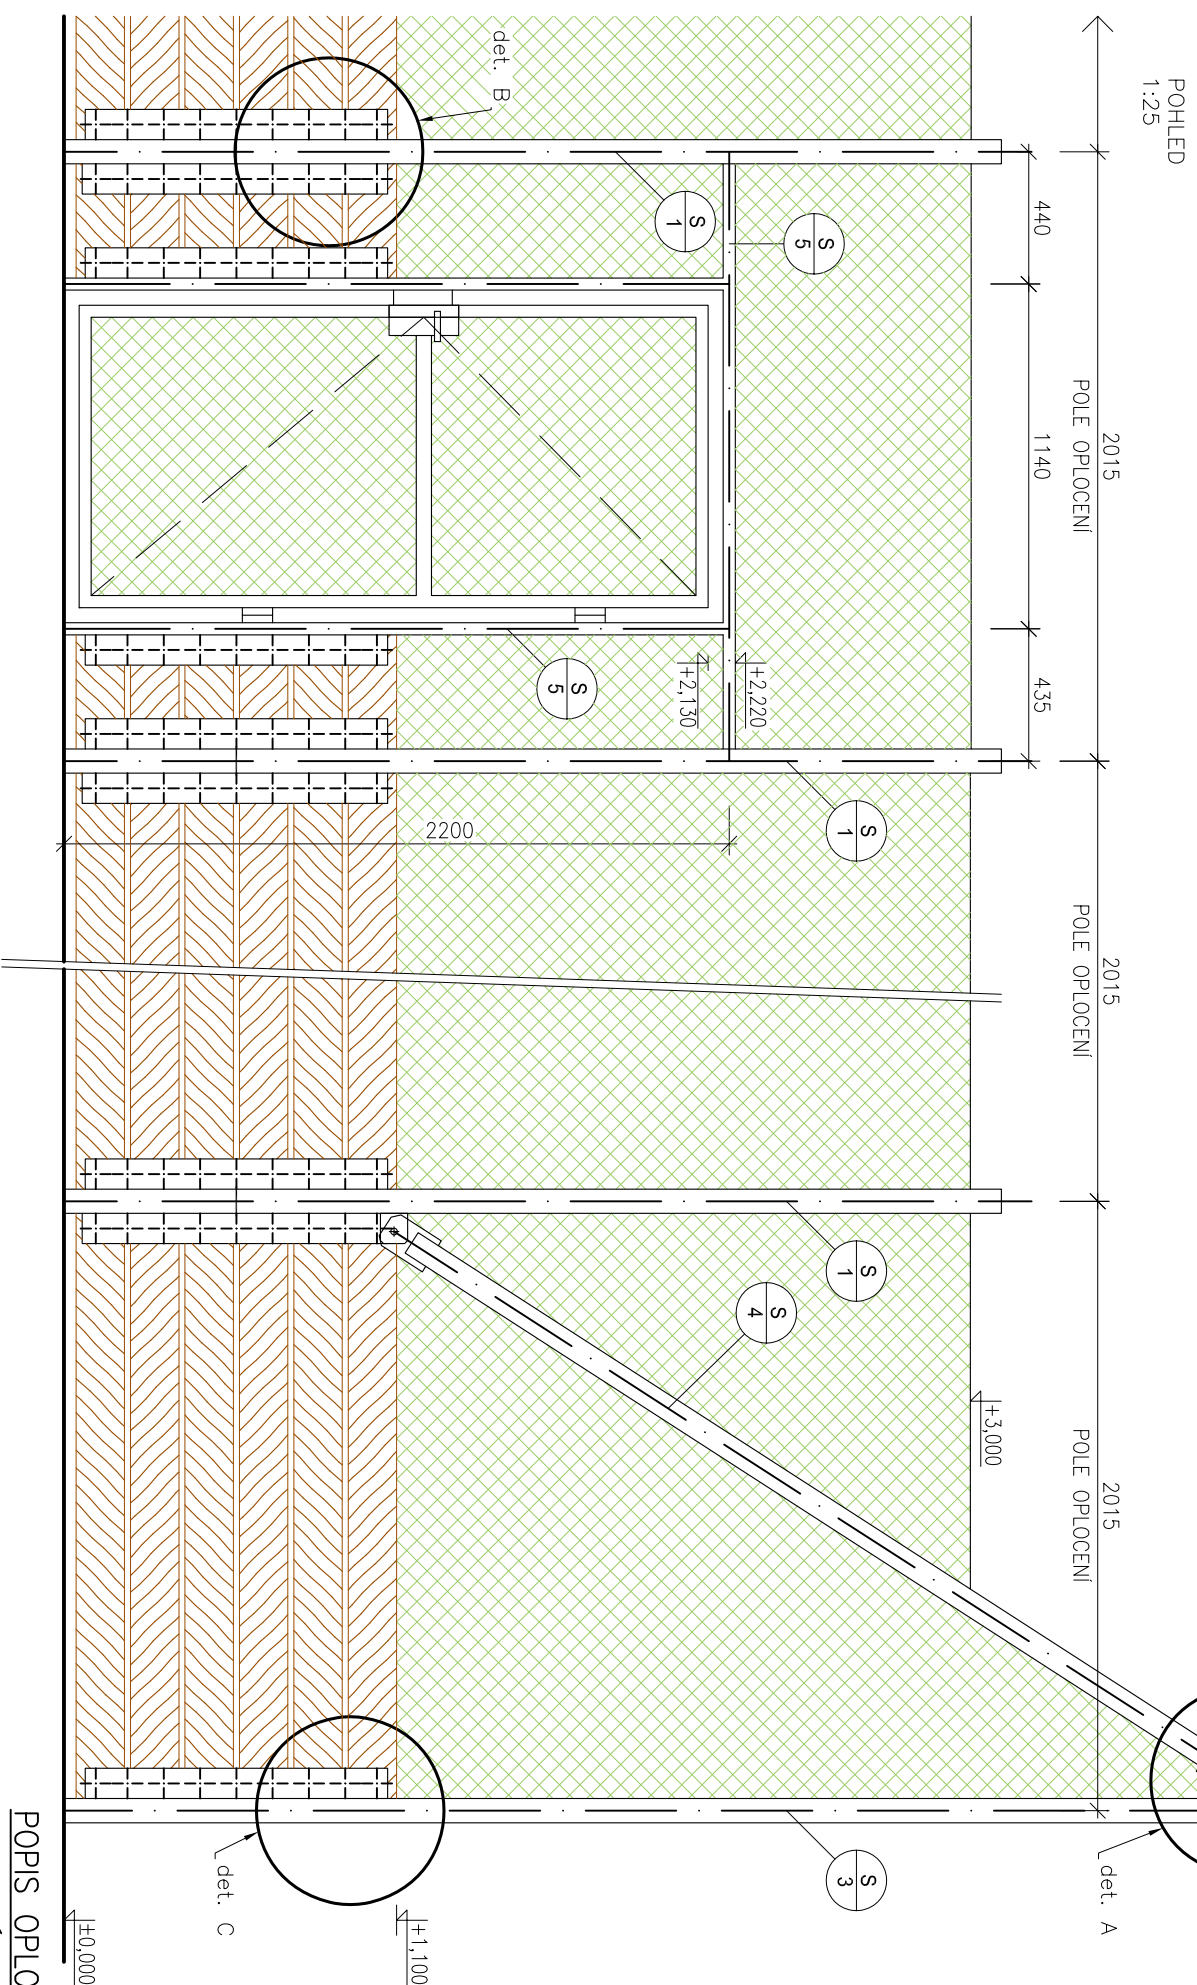 POHLED
1:25
2015
POLE OPLOCENÍ
2015
POLE OPLOCENÍ
2015
POLE OPLOCENÍ
440
1140
435
det. A
+3,000
S
5
S
1
S
1
S
4
S
3
+2,220
+2,130
S
1
S
5
2200
det. B
+1,100
det. C
±0,000
POPIS OPLO